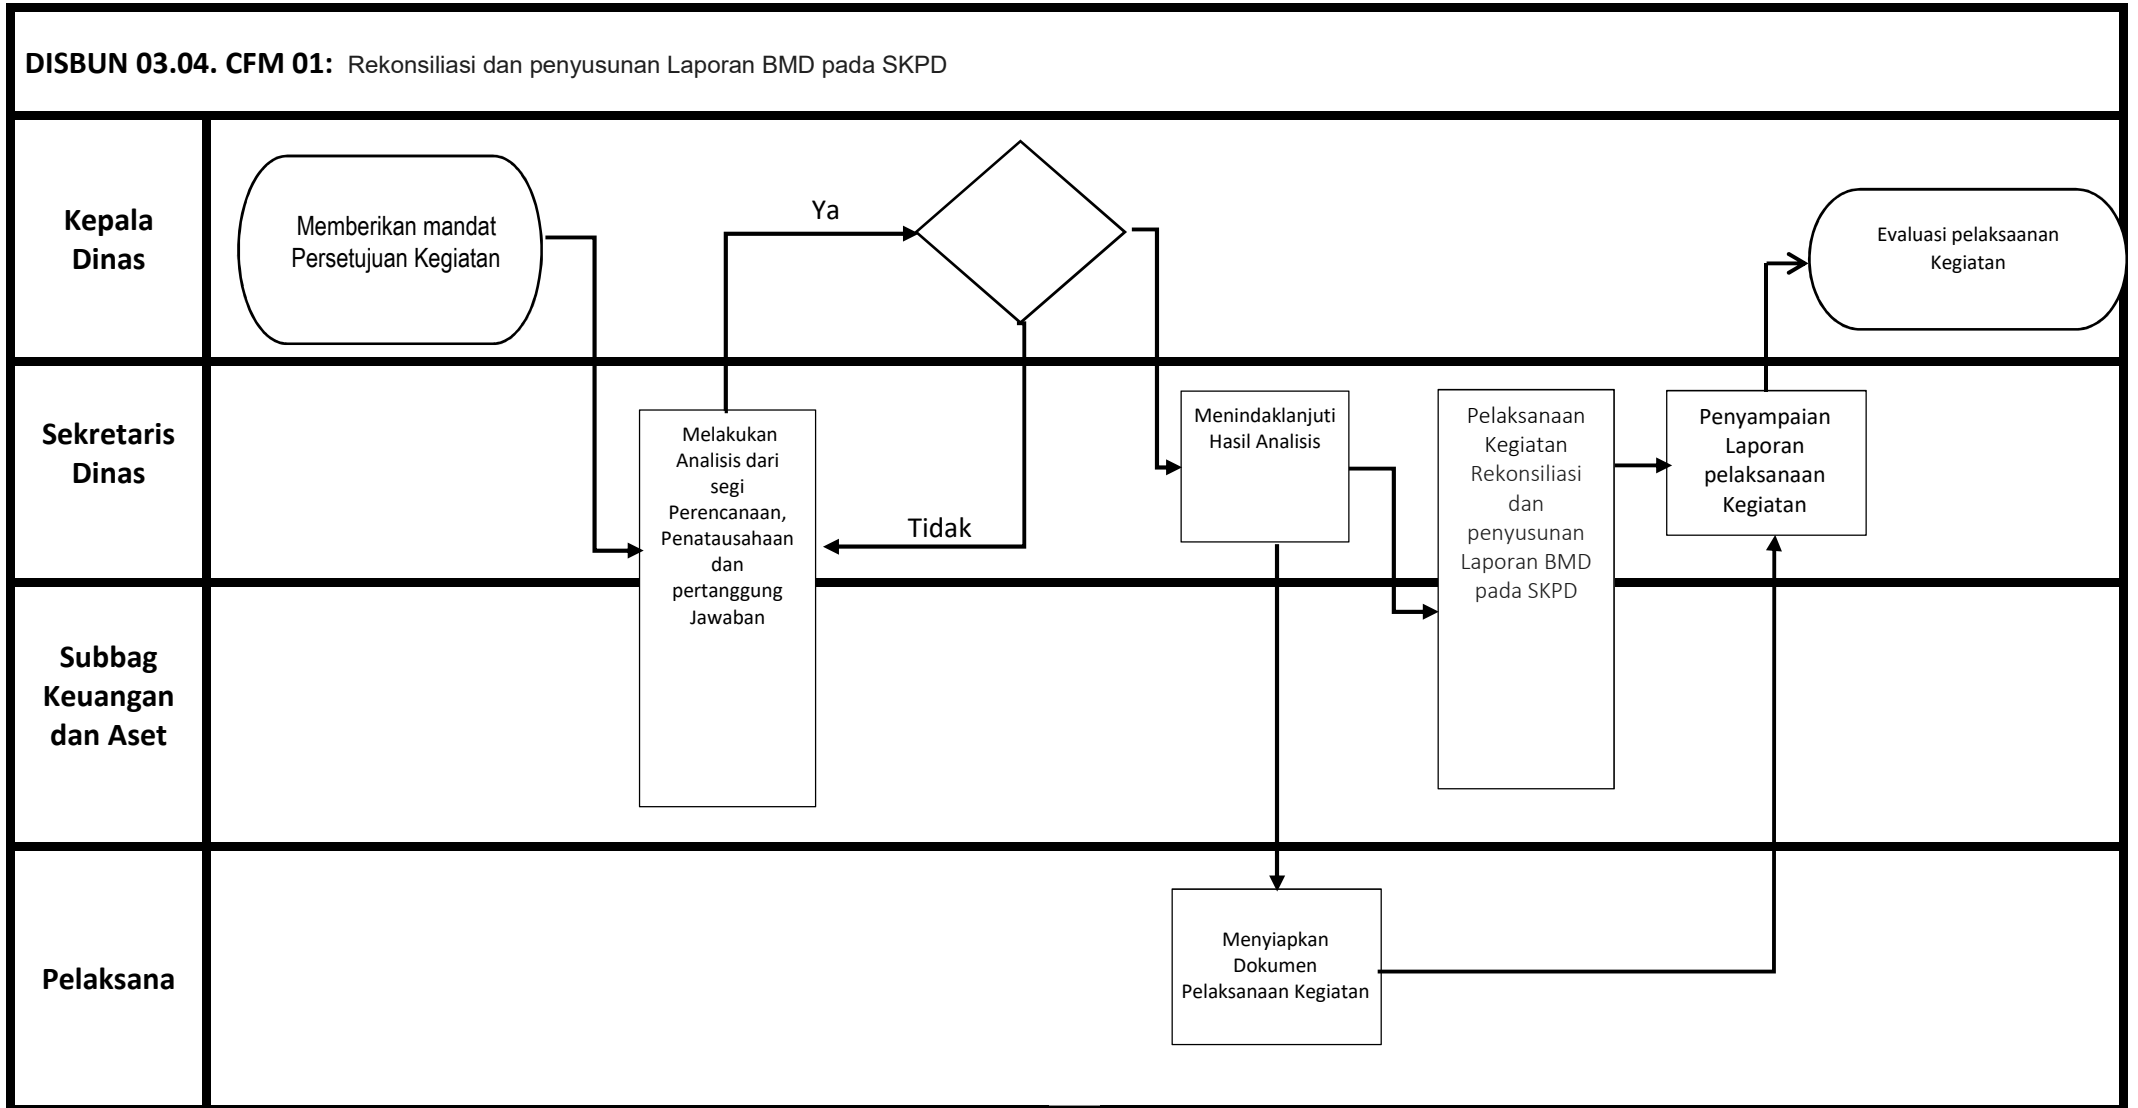 DISBUN 03.04. CFM 01: Rekonsiliasi dan penyusunan Laporan BMD pada SKPD
Kepala
Dinas
Memberikan mandat
Persetujuan Kegiatan
Ya
Evaluasi pelaksaanan
Kegiatan
Sekretaris
Dinas
Melakukan
Analisis dari
segi
Perencanaan,
Penatausahaan
dan
pertanggung
Jawaban
Tidak
Menindaklanjuti
Hasil Analisis
Pelaksanaan
Kegiatan
Rekonsiliasi
dan
penyusunan
Laporan BMD
pada SKPD
Penyampaian
Laporan
pelaksanaan
Kegiatan
Subbag
Keuangan
dan Aset
Pelaksana
Menyiapkan
Dokumen
Pelaksanaan Kegiatan